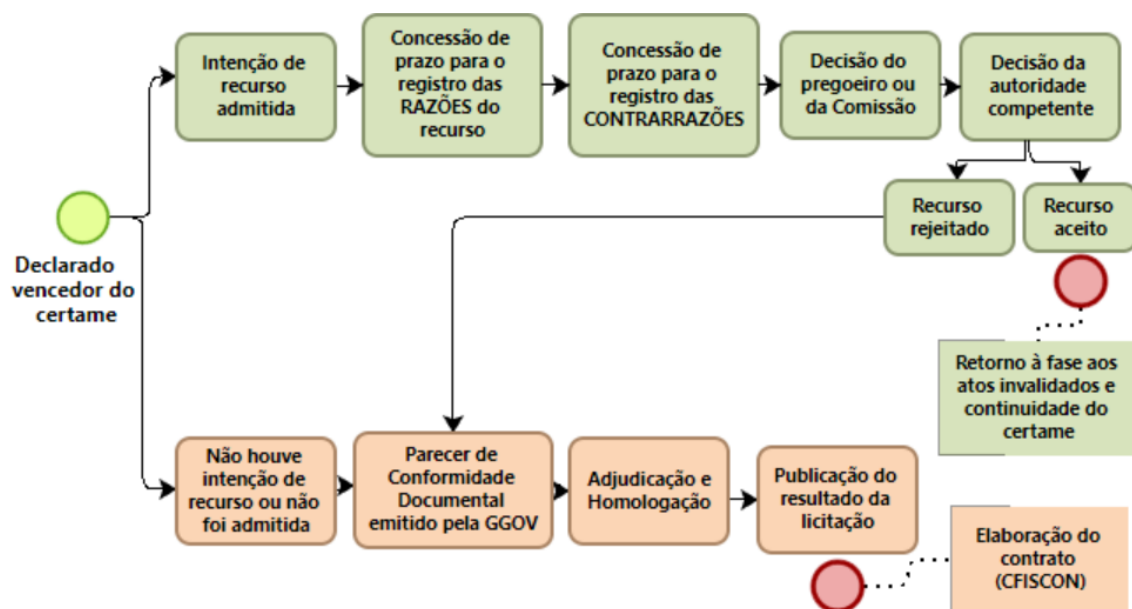 Intenção de
recurso
admitida
Concessão de
prazo para o
registro das
RAZÕES do
recurso
Concessão de
prazo para o
registro das
CONTRARRAZÕES
Decisão do
pregoeiro ou
da Comissão
Decisão da
autoridade
competente
Recurso
rejeitado
Recurso
aceito
Declarado
vencedor do
certame
Retorno à fase aos
atos invalidados e
continuidade do
certame
Não houve
intenção de
recurso ou não
foi admitida
Parecer de
Conformidade
Documental
emitido pela GGOV
Adjudicação e
Homologação
Publicação do
resultado da
licitação
Elaboração do
contrato
(CFISCON)